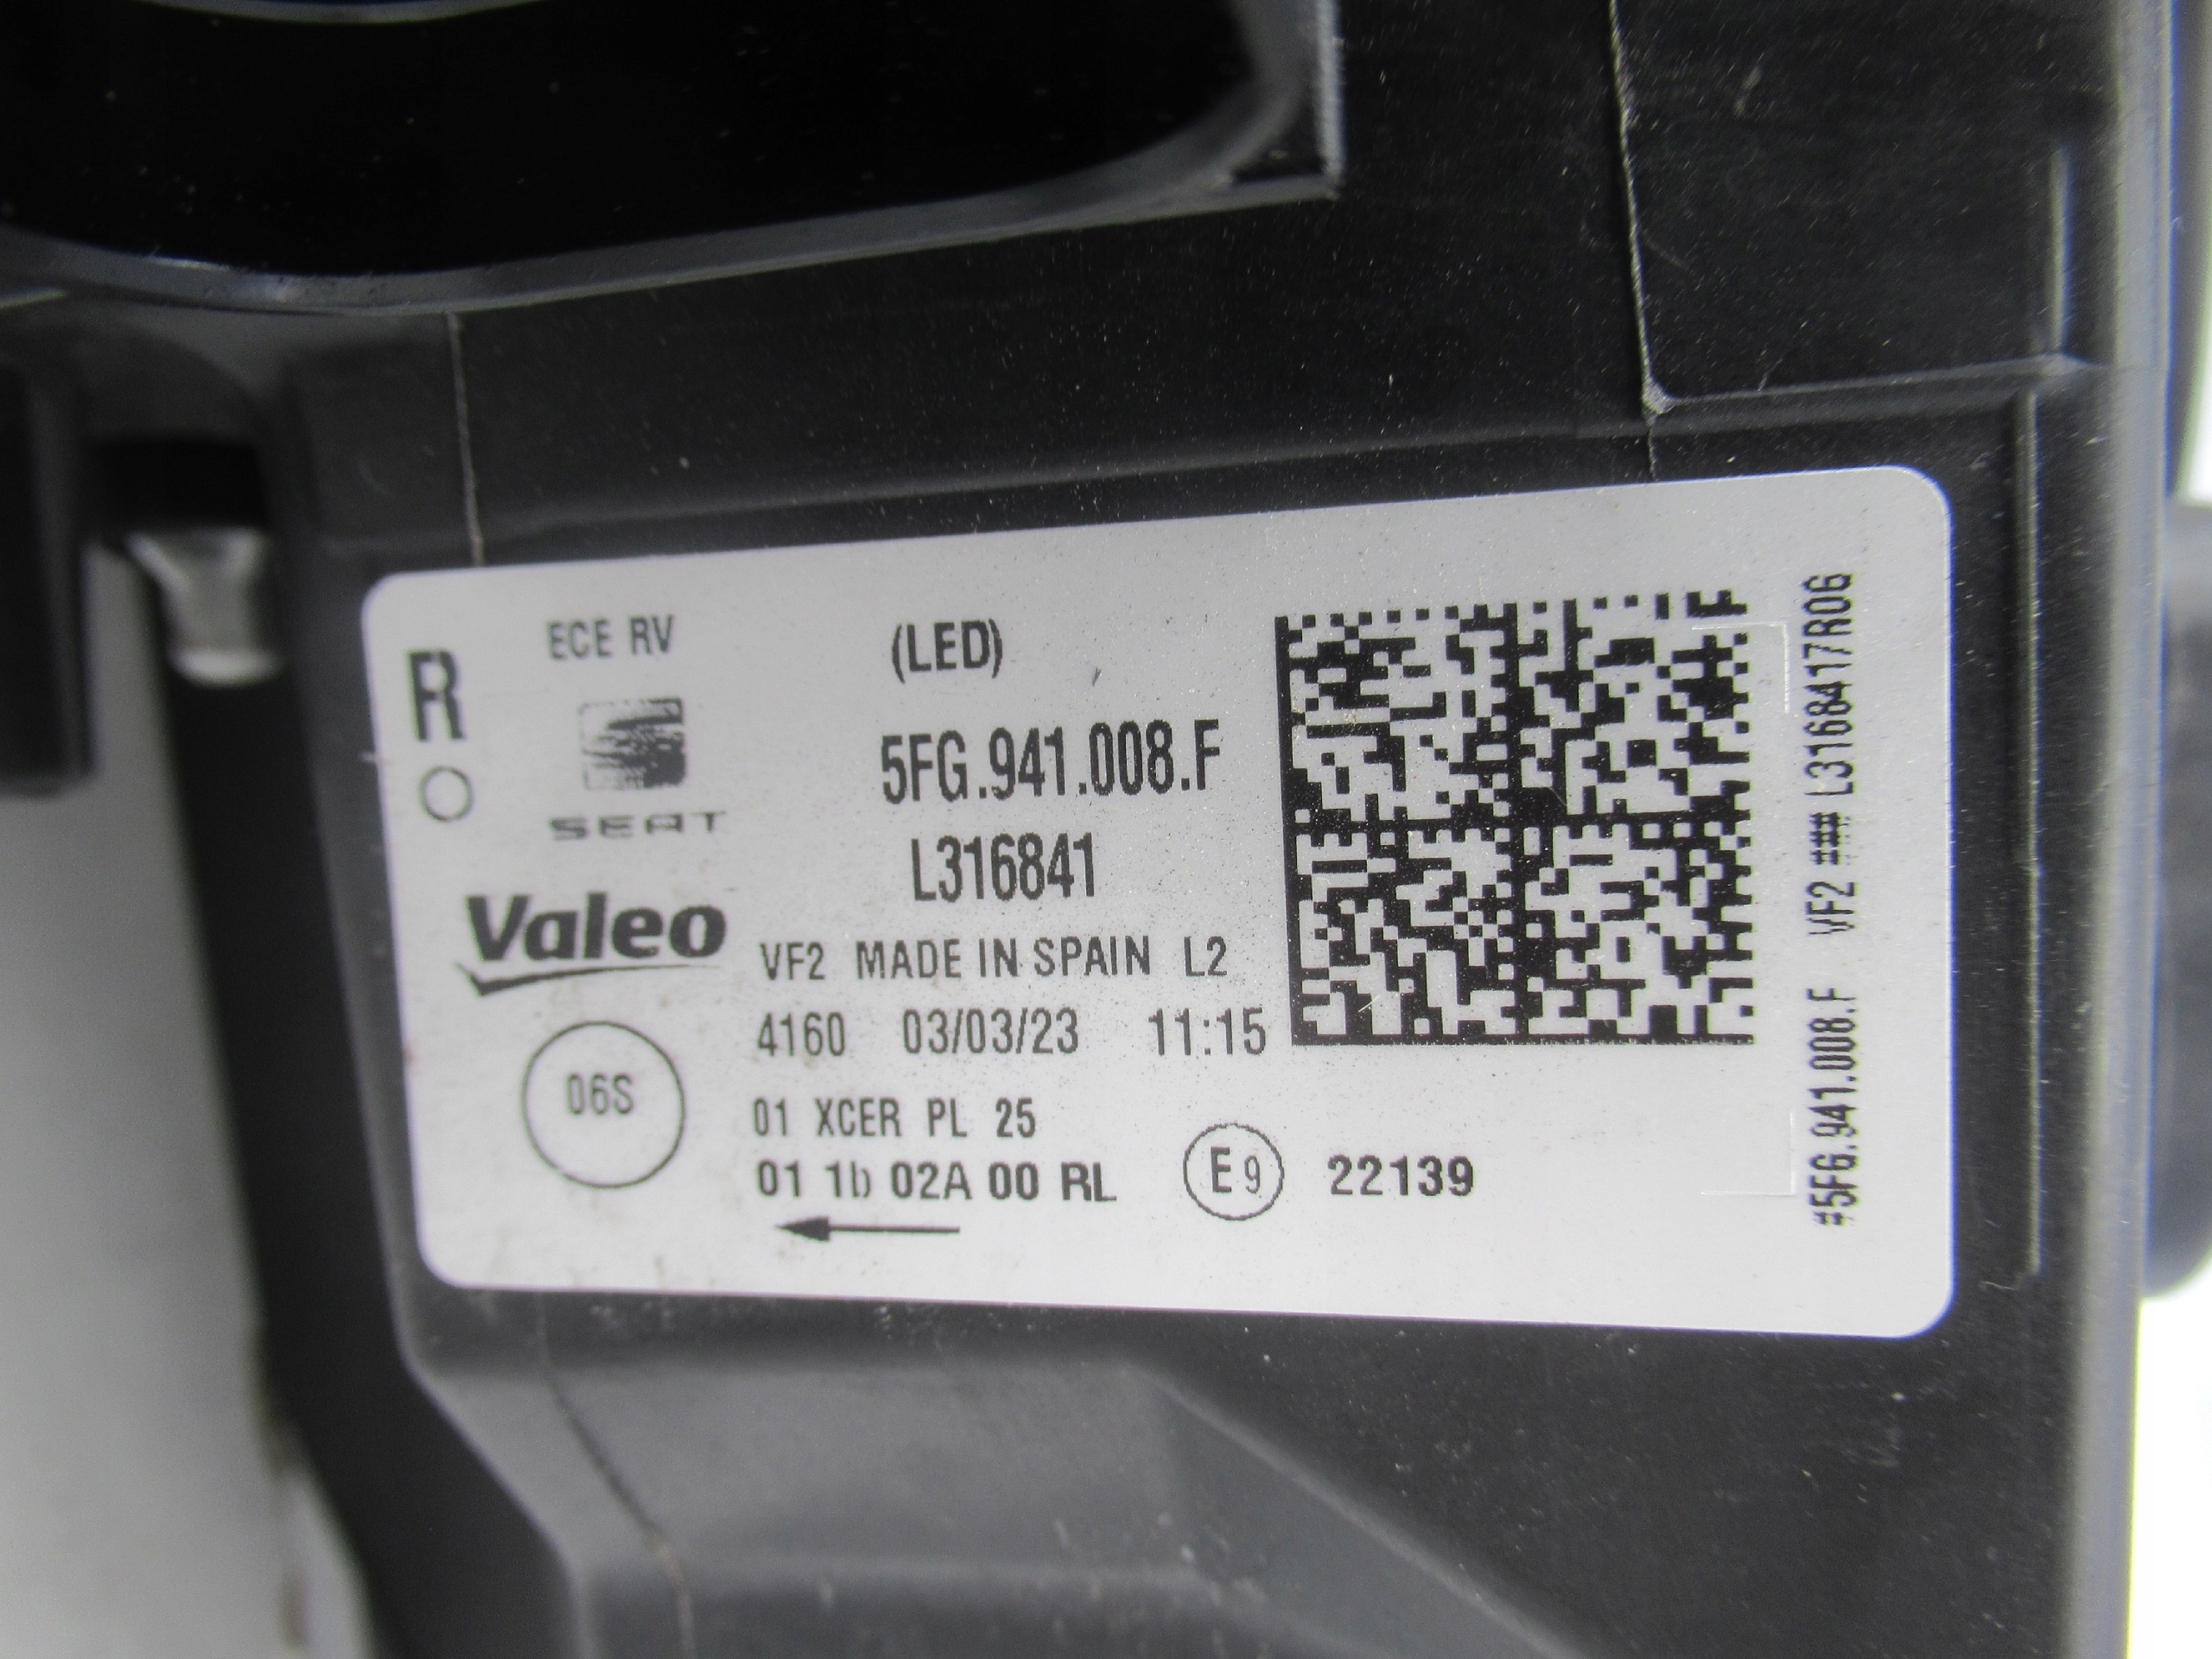 R
ECE RV
(LED)
SEAT
5FG.941.008.F
L316841
Valeo
VF2 MADE IN SPAIN L2
4160 03/03/23 11:15
06S
01 XCER PL 25
01 1b 02A 00 RL
E9 22139
#5FG.941.008.F VF2 ### L3168417R0G